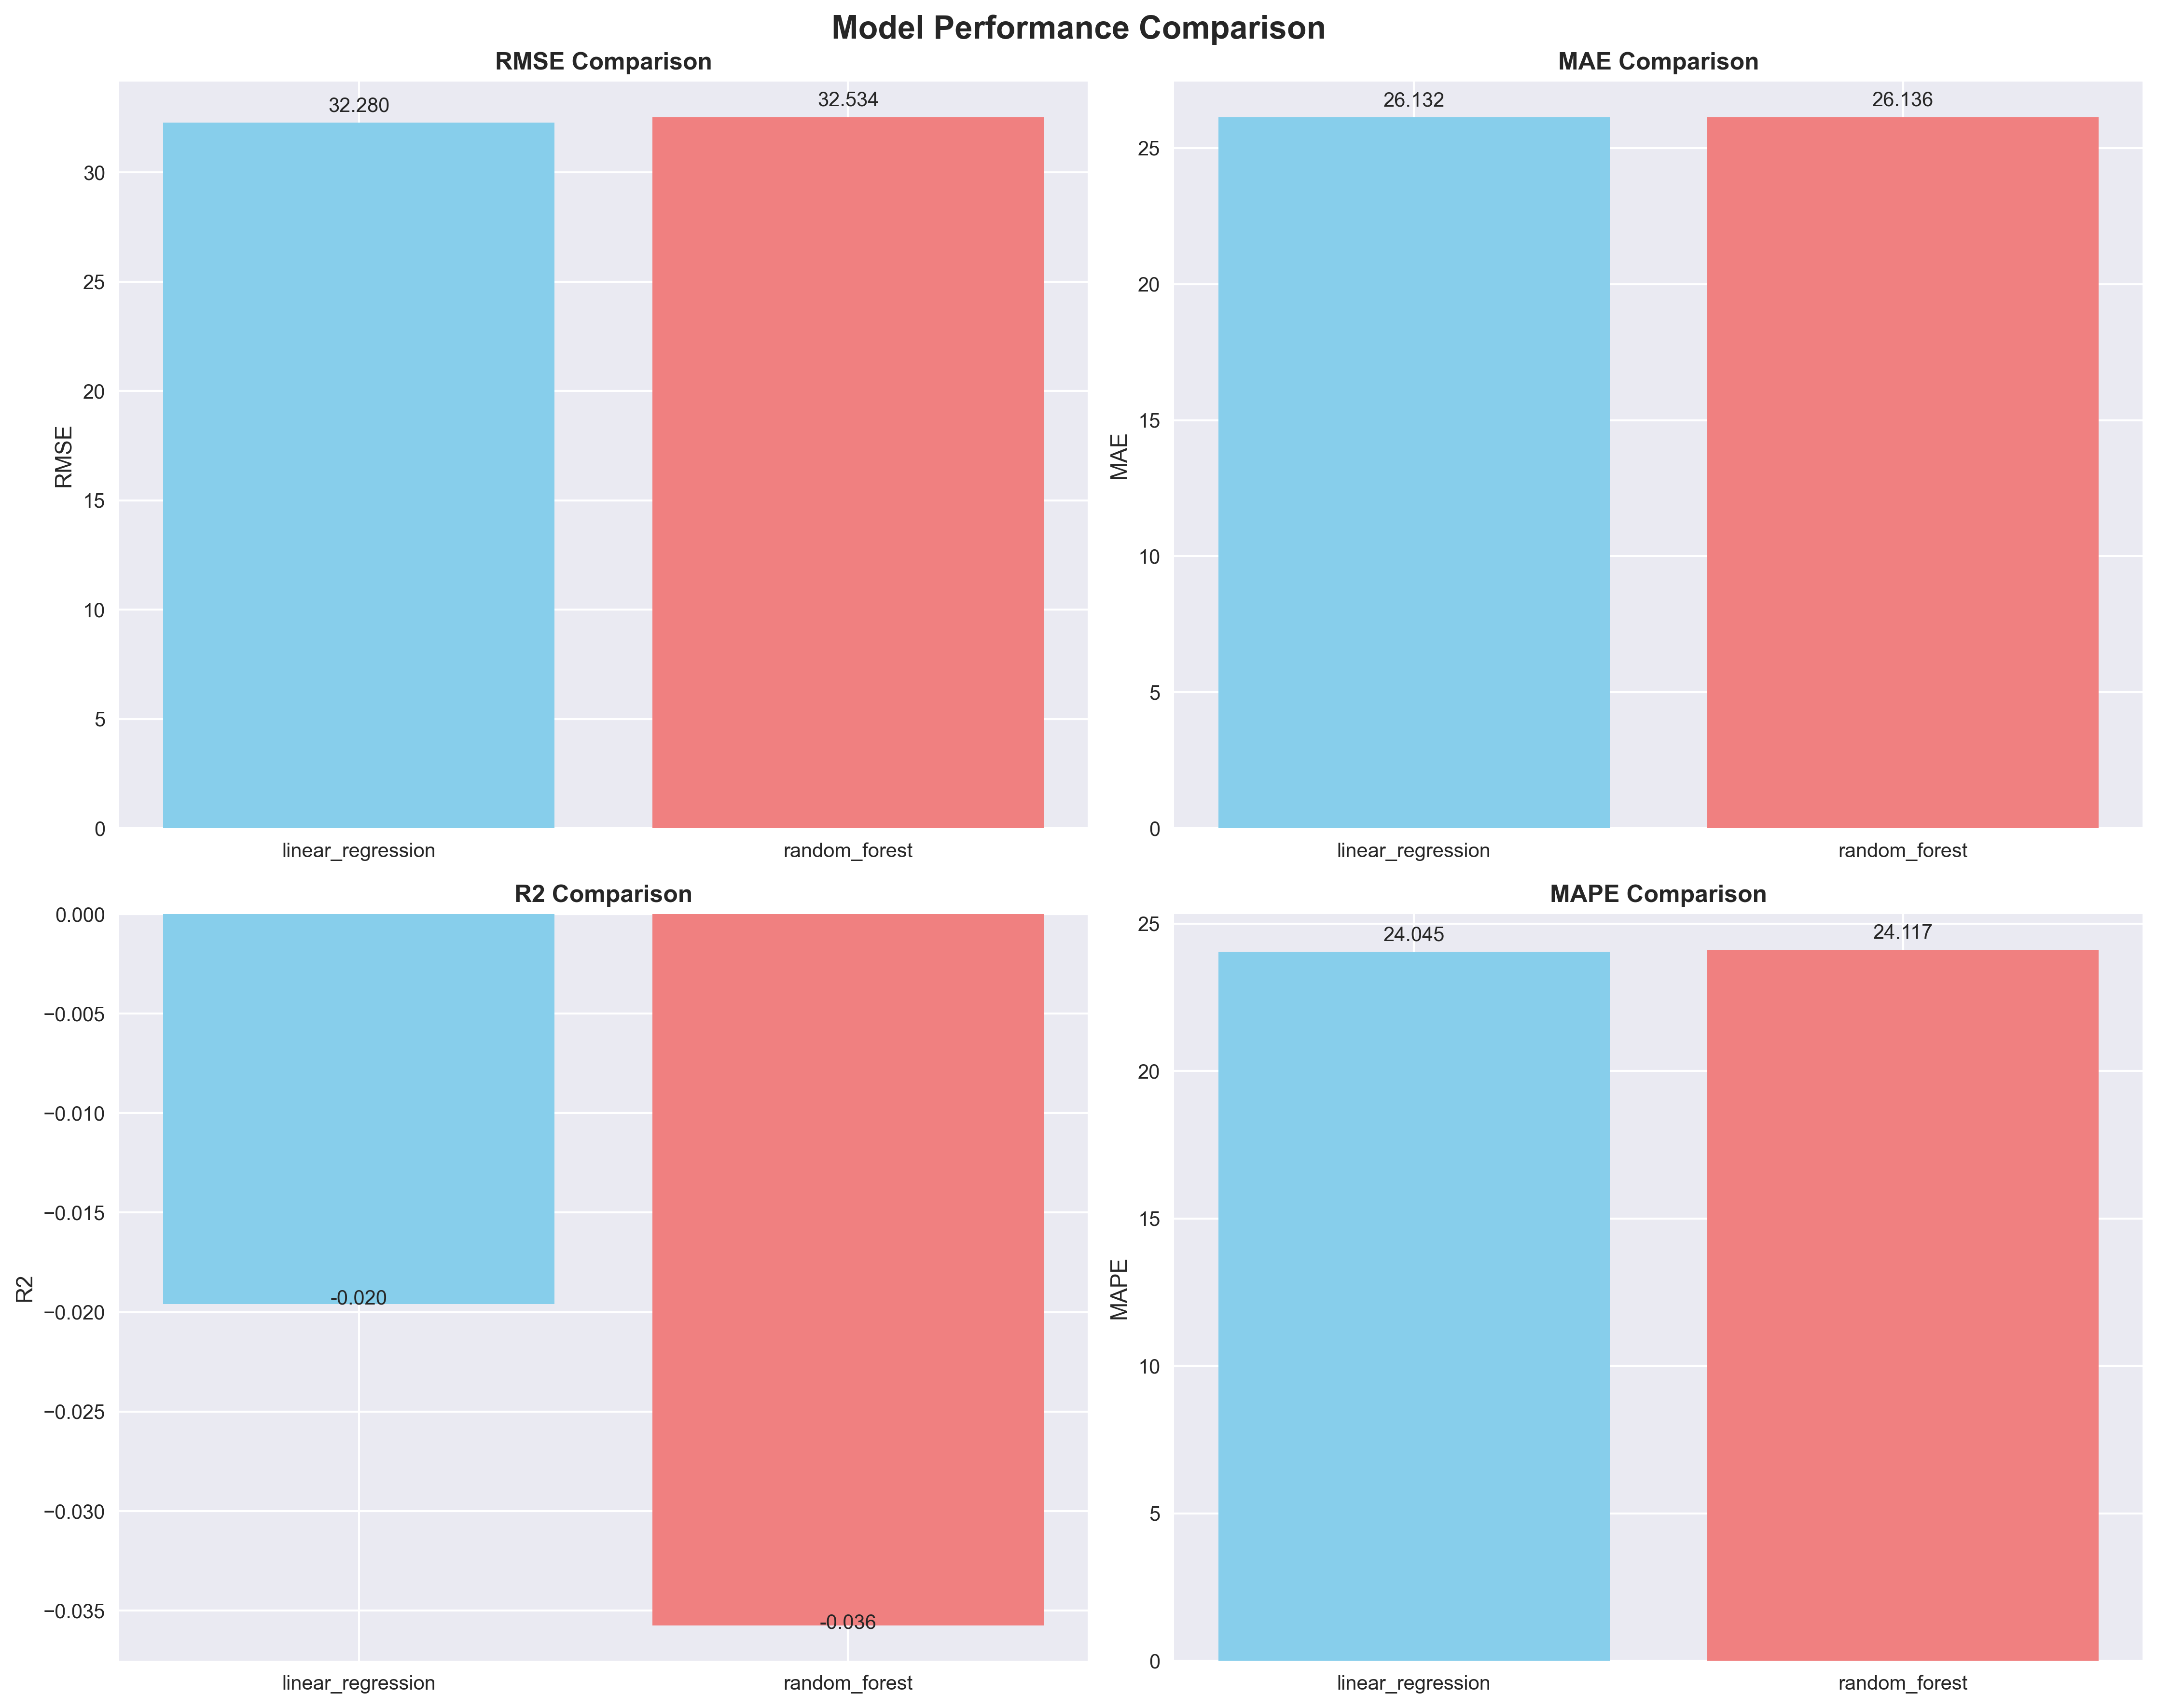 Model Performance Comparison
RMSE Comparison
32.280
32.534
30
25
20
15
10
5
0
RMSE
linear_regression
random_forest
MAE Comparison
26.132
26.136
25
20
15
10
5
0
MAE
linear_regression
random_forest
R2 Comparison
0.000
−0.005
−0.010
−0.015
−0.020
−0.025
−0.030
−0.035
R2
-0.020
-0.036
linear_regression
random_forest
MAPE Comparison
24.045
24.117
25
20
15
10
5
0
MAPE
linear_regression
random_forest